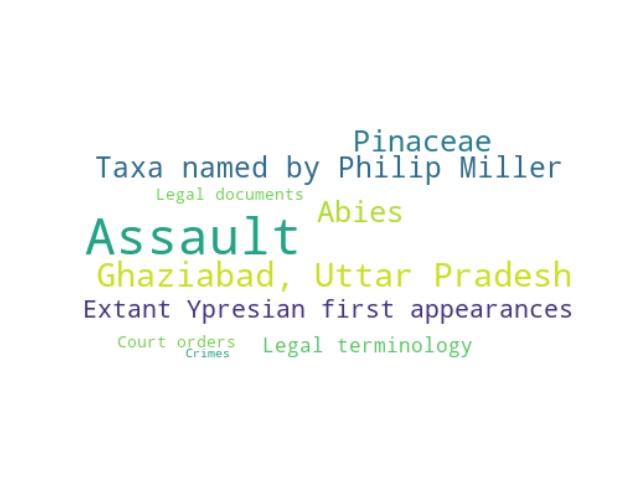 Pinaceae
Taxa named by Philip Miller
Legal documents
Abies
Assault
Ghaziabad, Uttar Pradesh
Extant Ypresian first appearances
Court orders
Legal terminology
Crimes